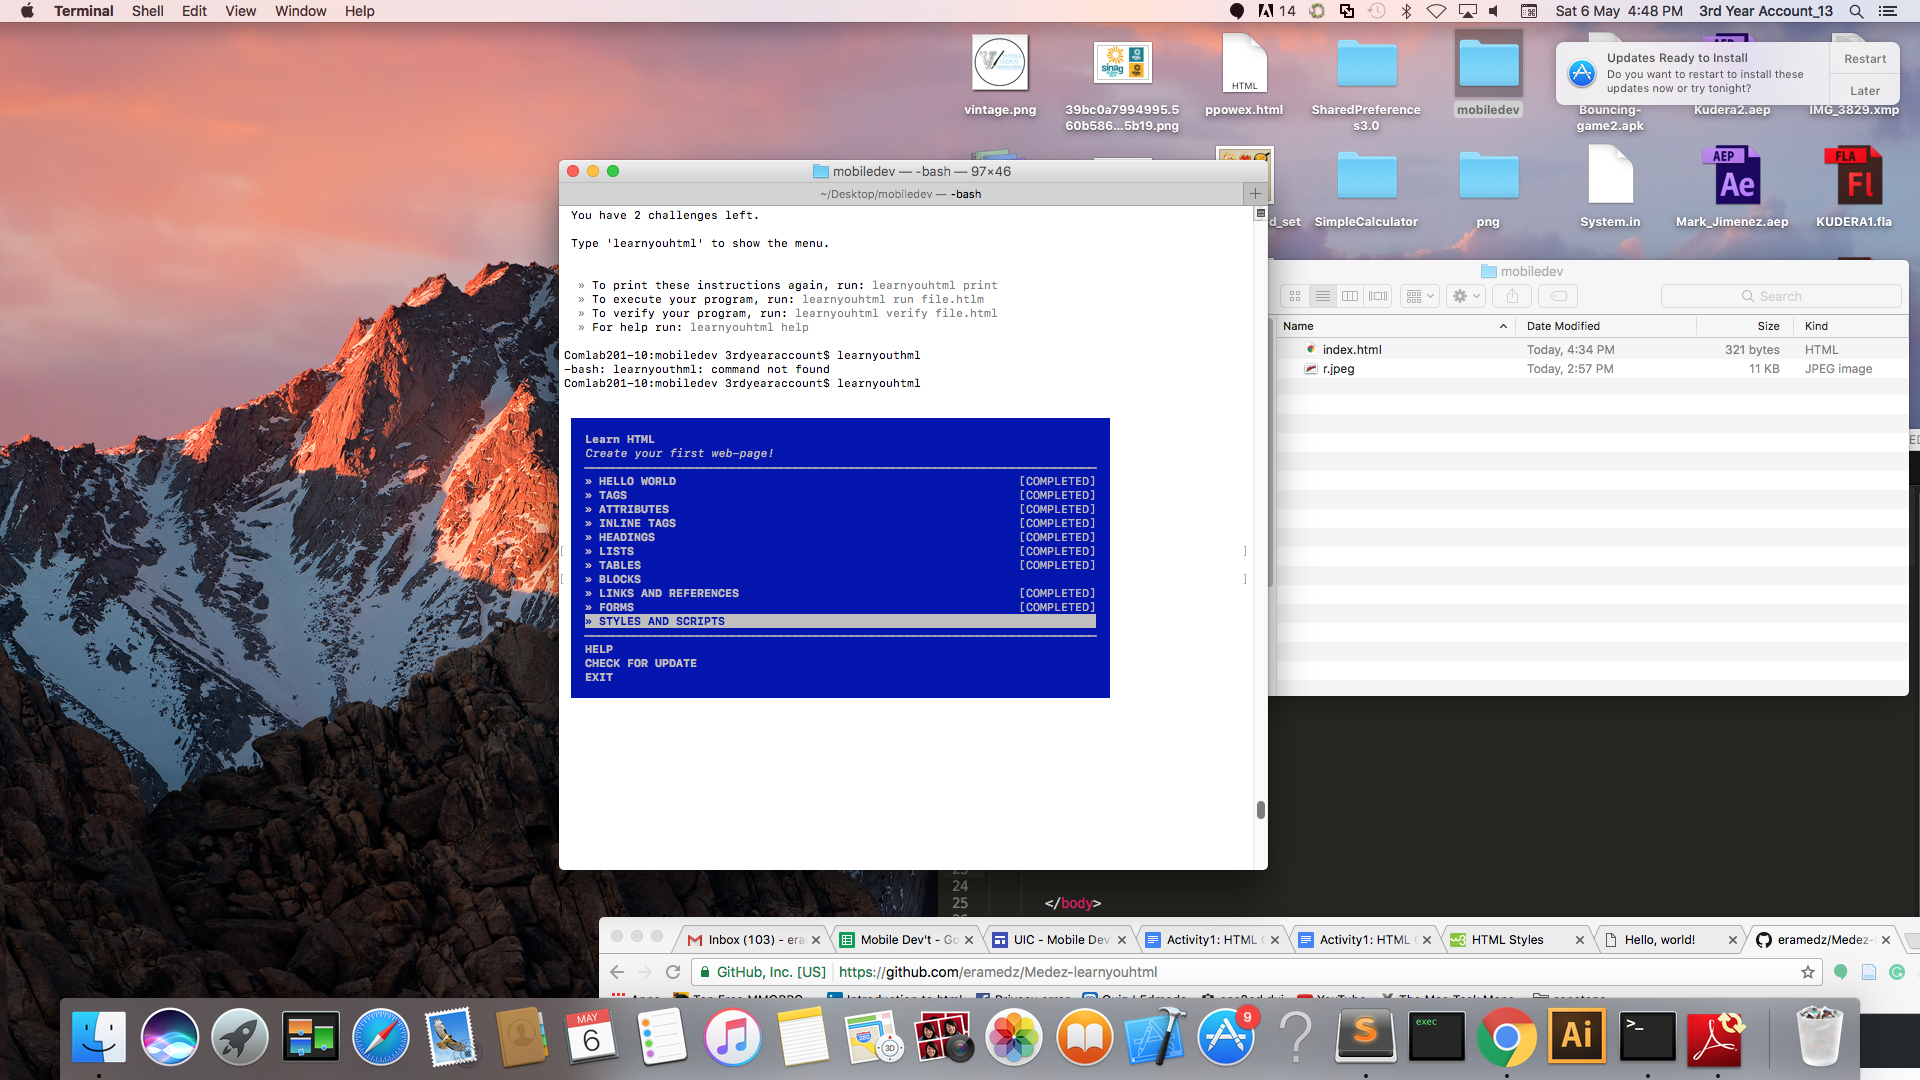 Terminal Shell Edit View Window Help
14 Sat 6 May 4:48 PM 3rd Year Account_13
vintage.png
39bc0a7994995.5
60b586...5b19.png
HTML
ppowex.html
SharedPreference
s3.0
mobiledev
Bouncing-
game2.apk
Kudera2.aep
IMG_3829.xmp
Updates Ready to Install
Do you want to restart to install these
updates now or try tonight?
Restart
Later
d_set
SimpleCalculator
png
System.in
AEP
Ae
Mark_Jimenez.aep
FLA
Fl
KUDERA1.fla
mobiledev — -bash — 97×46
~/Desktop/mobiledev — -bash
You have 2 challenges left.
Type 'learnyouhtml' to show the menu.
» To print these instructions again, run: learnyouhtml print
» To execute your program, run: learnyouhtml run file.htlm
» To verify your program, run: learnyouhtml verify file.html
» For help run: learnyouhtml help
Comlab201-10:mobiledev 3rdyearaccount$ learnyouthml
-bash: learnyouthml: command not found
Comlab201-10:mobiledev 3rdyearaccount$ learnyouhtml
Learn HTML
Create your first web-page!
» HELLO WORLD [COMPLETED]
» TAGS [COMPLETED]
» ATTRIBUTES [COMPLETED]
» INLINE TAGS [COMPLETED]
» HEADINGS [COMPLETED]
» LISTS [COMPLETED]
» TABLES [COMPLETED]
» BLOCKS
» LINKS AND REFERENCES [COMPLETED]
» FORMS [COMPLETED]
» STYLES AND SCRIPTS
HELP
CHECK FOR UPDATE
EXIT
mobiledev
Search
Name Date Modified Size Kind
index.html Today, 4:34 PM 321 bytes HTML
r.jpeg Today, 2:57 PM 11 KB JPEG image
24
25 </body>
Inbox (103) - era
Mobile Dev't - Go
UIC - Mobile Dev
Activity1: HTML
Activity1: HTML
HTML Styles
Hello, world!
eramedz/Medez-
GitHub, Inc. [US] https://github.com/eramedz/Medez-learnyouhtml
MAY
6
280
3D
9
S
exec
Ai
>_